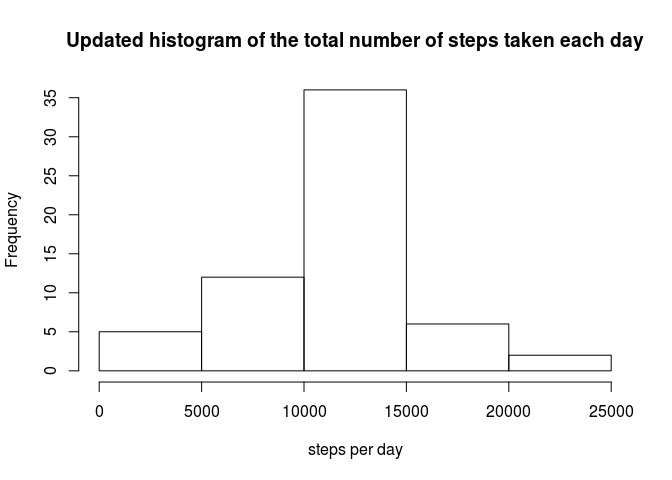 Updated histogram of the total number of steps taken each day
35
30
25
20
15
10
5
0
Frequency
0 5000 10000 15000 20000 25000
steps per day